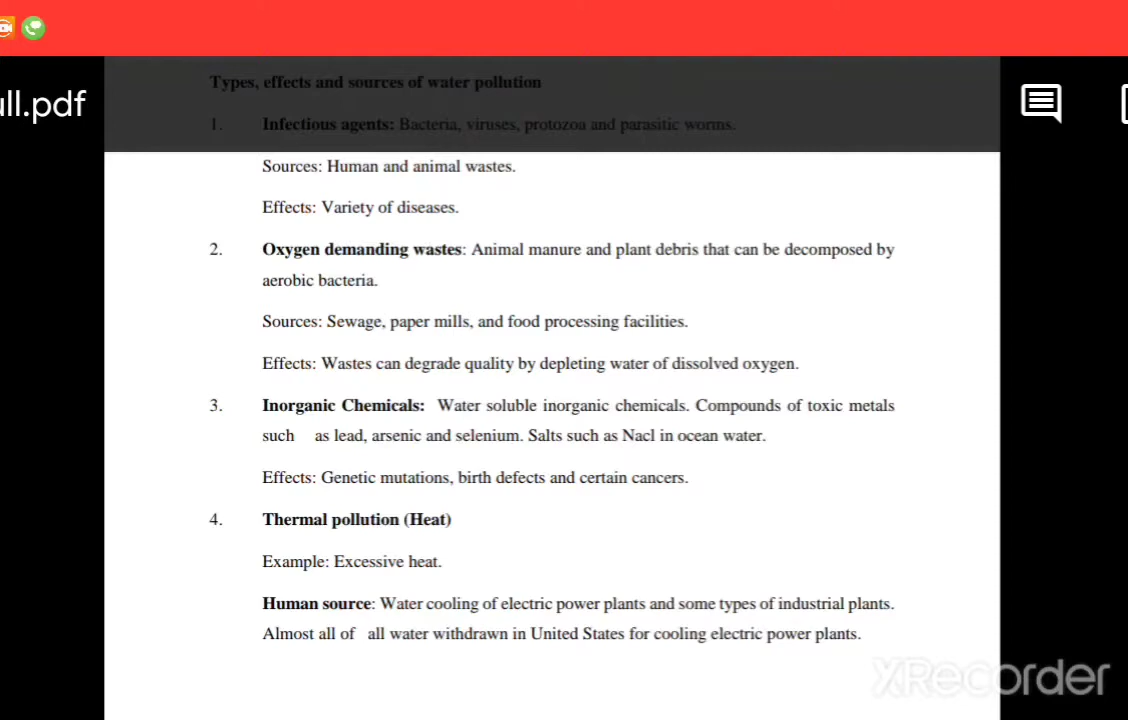 ull.pdf
Types, effects and sources of water pollution
1. Infectious agents: Bacteria, viruses, protozoa and parasitic worms.
Sources: Human and animal wastes.
Effects: Variety of diseases.
2. Oxygen demanding wastes: Animal manure and plant debris that can be decomposed by
aerobic bacteria.
Sources: Sewage, paper mills, and food processing facilities.
Effects: Wastes can degrade quality by depleting water of dissolved oxygen.
3. Inorganic Chemicals: Water soluble inorganic chemicals. Compounds of toxic metals
such as lead, arsenic and selenium. Salts such as Nacl in ocean water.
Effects: Genetic mutations, birth defects and certain cancers.
4. Thermal pollution (Heat)
Example: Excessive heat.
Human source: Water cooling of electric power plants and some types of industrial plants.
Almost all of all water withdrawn in United States for cooling electric power plants.
XRecorder